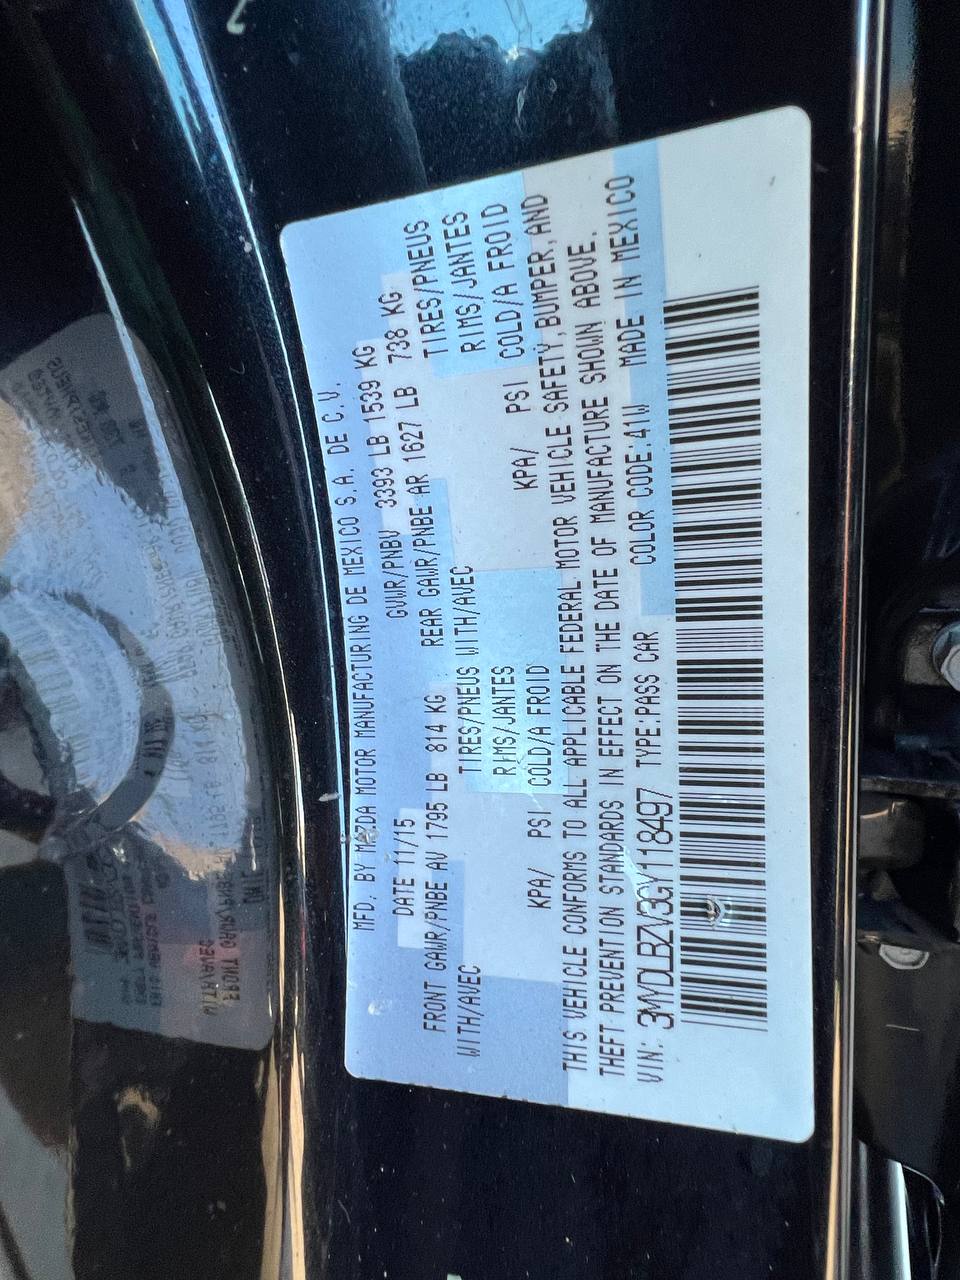 MFD. BY MAZDA MOTOR MANUFACTURING DE MEXICO S.A. DE C.V.
DATE 11/15 GVWR/PNBV 3393 LB 1539 KG
FRONT GAWR/PNBE AV 1795 LB 814 KG REAR GAWR/PNBE AR 1627 LB 738 KG
WITH/AVEC TIRES/PNEUS WITH/AVEC TIRES/PNEUS
RIMS/JANTES RIMS/JANTES
KPA/ PSI COLD/A FROID KPA/ PSI COLD/A FROID
THIS VEHICLE CONFORMS TO ALL APPLICABLE FEDERAL MOTOR VEHICLE SAFETY, BUMPER, AND
THEFT PREVENTION STANDARDS IN EFFECT ON THE DATE OF MANUFACTURE SHOWN ABOVE.
VIN: 3MYDLBZV3GY118497 TYPE:PASS CAR COLOR CODE:41W MADE IN MEXICO